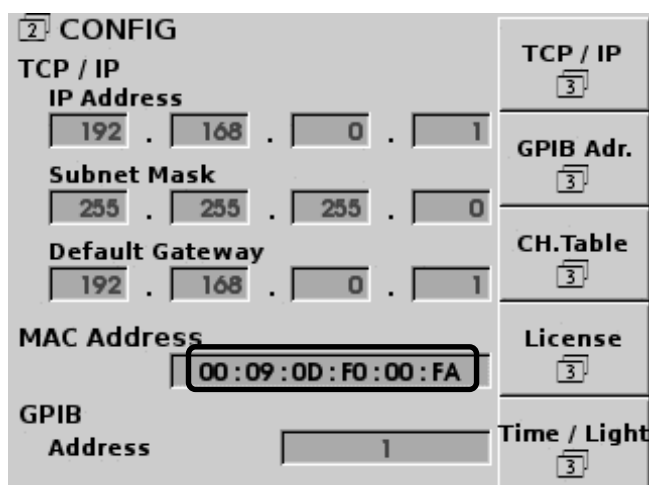 2 CONFIG
TCP / IP
IP Address
192 . 168 . 0 . 1
Subnet Mask
255 . 255 . 255 . 0
Default Gateway
192 . 168 . 0 . 1
MAC Address
00 : 09 : 0D : F0 : 00 : FA
GPIB
Address 1
TCP / IP
3
GPIB Adr.
3
CH.Table
3
License
3
Time / Light
3